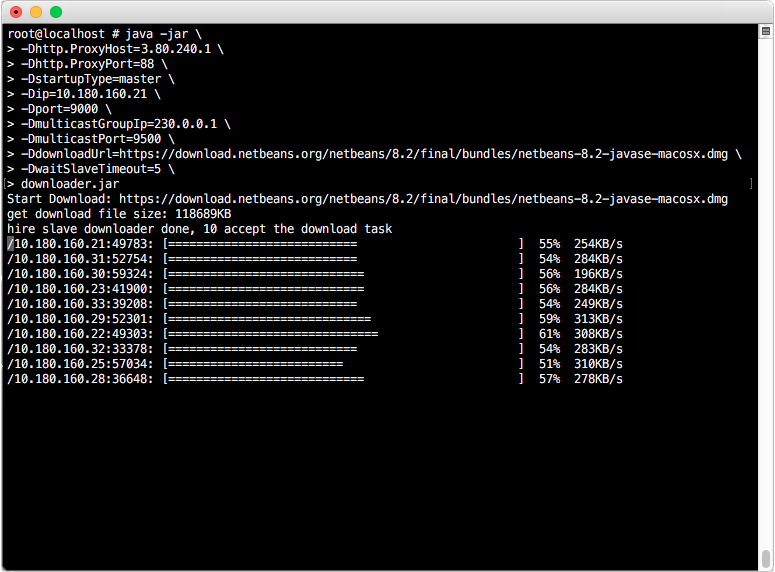 root@localhost # java -jar \
> -Dhttp.ProxyHost=3.80.240.1 \
> -Dhttp.ProxyPort=88 \
> -DstartupType=master \
> -Dip=10.180.160.21 \
> -Dport=9000 \
> -DmulticastGroupIp=230.0.0.1 \
> -DmulticastPort=9500 \
> -DdownloadUrl=https://download.netbeans.org/netbeans/8.2/final/bundles/netbeans-8.2-javase-macosx.dmg \
> -DwaitSlaveTimeout=5 \
[> downloader.jar ]
Start Download: https://download.netbeans.org/netbeans/8.2/final/bundles/netbeans-8.2-javase-macosx.dmg
get download file size: 118689KB
hire slave downloader done, 10 accept the download task
/10.180.160.21:49783: [=========================== ] 55% 254KB/s
/10.180.160.31:52754: [=========================== ] 54% 284KB/s
/10.180.160.30:59324: [============================ ] 56% 196KB/s
/10.180.160.23:41900: [============================ ] 56% 284KB/s
/10.180.160.33:39208: [=========================== ] 54% 249KB/s
/10.180.160.29:52301: [============================= ] 59% 313KB/s
/10.180.160.22:49303: [============================== ] 61% 308KB/s
/10.180.160.32:33378: [=========================== ] 54% 283KB/s
/10.180.160.25:57034: [========================= ] 51% 310KB/s
/10.180.160.28:36648: [============================ ] 57% 278KB/s